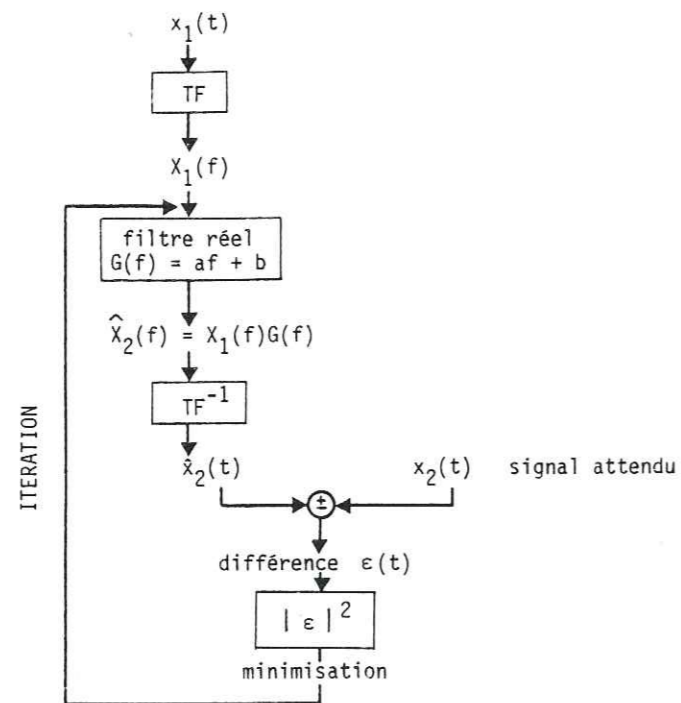 x₁(t)
TF
X₁(f)
filtre réel
G(f) = af + b
X̂₂(f) = X₁(f)G(f)
TF⁻¹
x̂₂(t)
x₂(t) signal attendu
±
différence ε(t)
| ε |²
minimisation
ITERATION